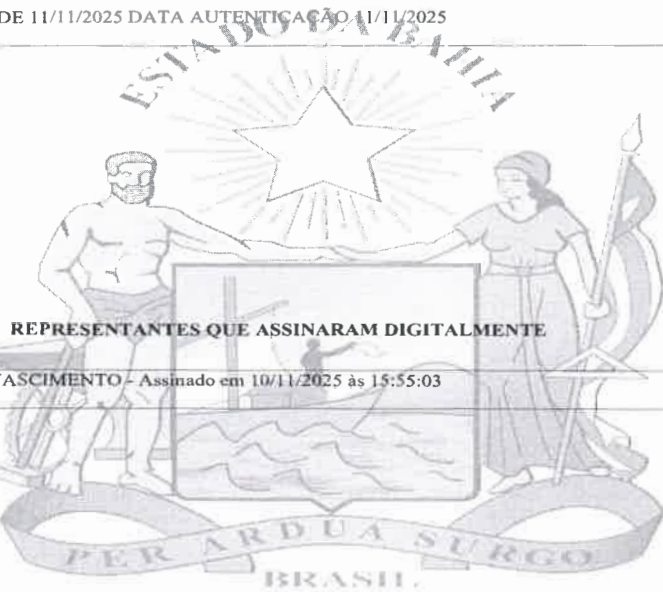 DE 11/11/2025 DATA AUTENTICAÇÃO 11/11/2025
ESTADO DA BAHIA
REPRESENTANTES QUE ASSINARAM DIGITALMENTE
NASCIMENTO - Assinado em 10/11/2025 às 15:55:03
PER ARDUA SURGO
BRASIL